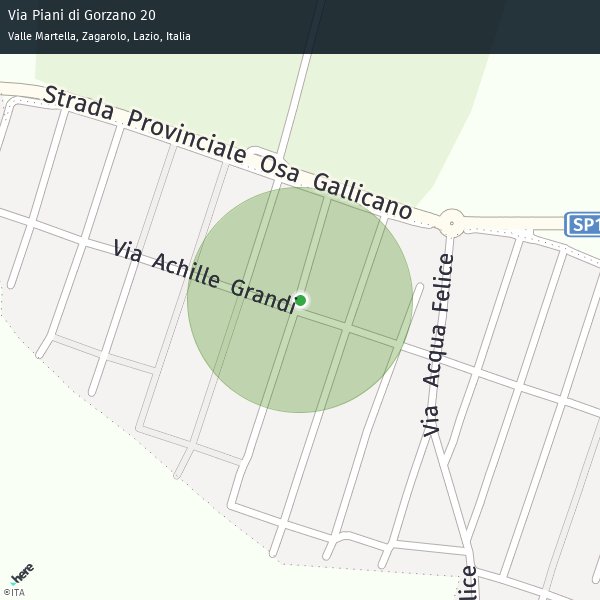 Via Piani di Gorzano 20
Valle Martella, Zagarolo, Lazio, Italia
Strada Provinciale Osa Gallicano
SP1
Via Achille Grandi
Via Acqua Felice
lice
here
©ITA